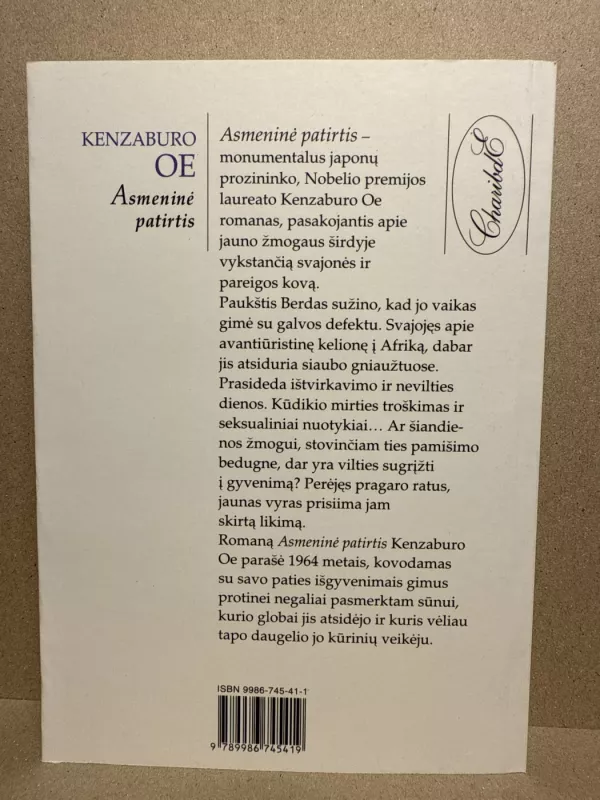 KENZABURO
OE
Asmeninė
patirtis
Asmeninė patirtis –
monumentalus japonų
prozininko, Nobelio premijos
laureato Kenzaburo Oe
romanas, pasakojantis apie
jauno žmogaus širdyje
vykstančią svajonės ir
pareigos kovą.
Paukštis Berdas sužino, kad jo vaikas
gimė su galvos defektu. Svajojęs apie
avantiūristinę kelionę į Afriką, dabar
jis atsiduria siaubo gniaužtuose.
Prasideda ištvirkavimo ir nevilties
dienos. Kūdikio mirties troškimas ir
seksualiniai nuotykiai... Ar šiandie-
nos žmogui, stovinčiam ties pamišimo
bedugne, dar yra vilties sugrįžti
į gyvenimą? Perėjęs pragaro ratus,
jaunas vyras prisiima jam
skirtą likimą.
Romaną Asmeninė patirtis Kenzaburo
Oe parašė 1964 metais, kovodamas
su savo paties išgyvenimais gimus
protinei negaliai pasmerktam sūnui,
kurio globai jis atsidėjo ir kuris vėliau
tapo daugelio jo kūrinių veikėju.
CharibdE
ISBN 9986-745-41-1
9 789986 745419